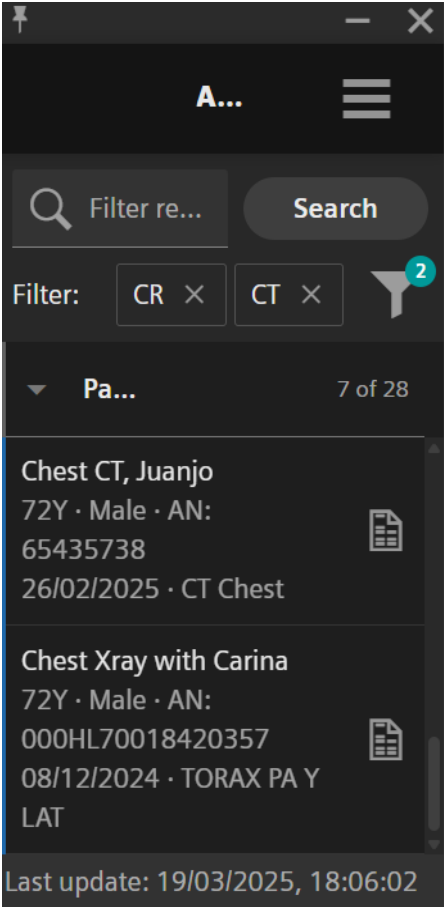 A...
Filter re...
Search
Filter:
CR
CT
2
Pa...
7 of 28
Chest CT, Juanjo
72Y · Male · AN:
65435738
26/02/2025 · CT Chest
Chest Xray with Carina
72Y · Male · AN:
000HL70018420357
08/12/2024 · TORAX PA Y
LAT
Last update: 19/03/2025, 18:06:02